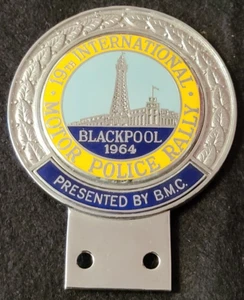 · 19TH INTERNATIONAL ·
MOTOR POLICE RALLY
BLACKPOOL
1964
PRESENTED BY B.M.C.